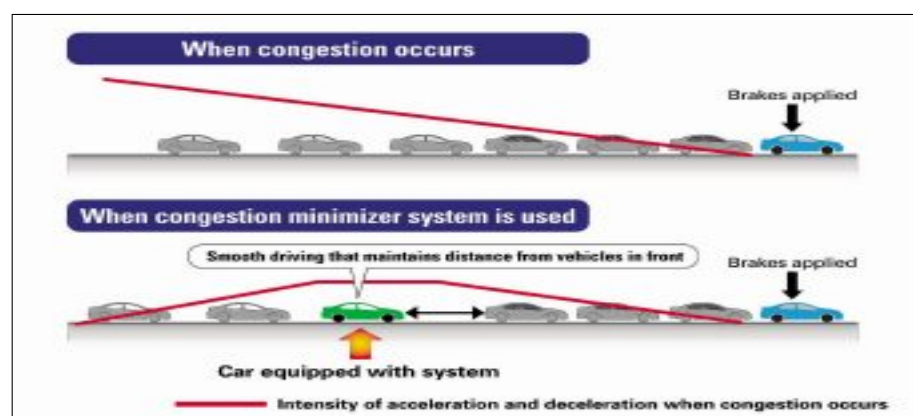 When congestion occurs
Brakes applied
When congestion minimizer system is used
Smooth driving that maintains distance from vehicles in front
Brakes applied
Car equipped with system
Intensity of acceleration and deceleration when congestion occurs